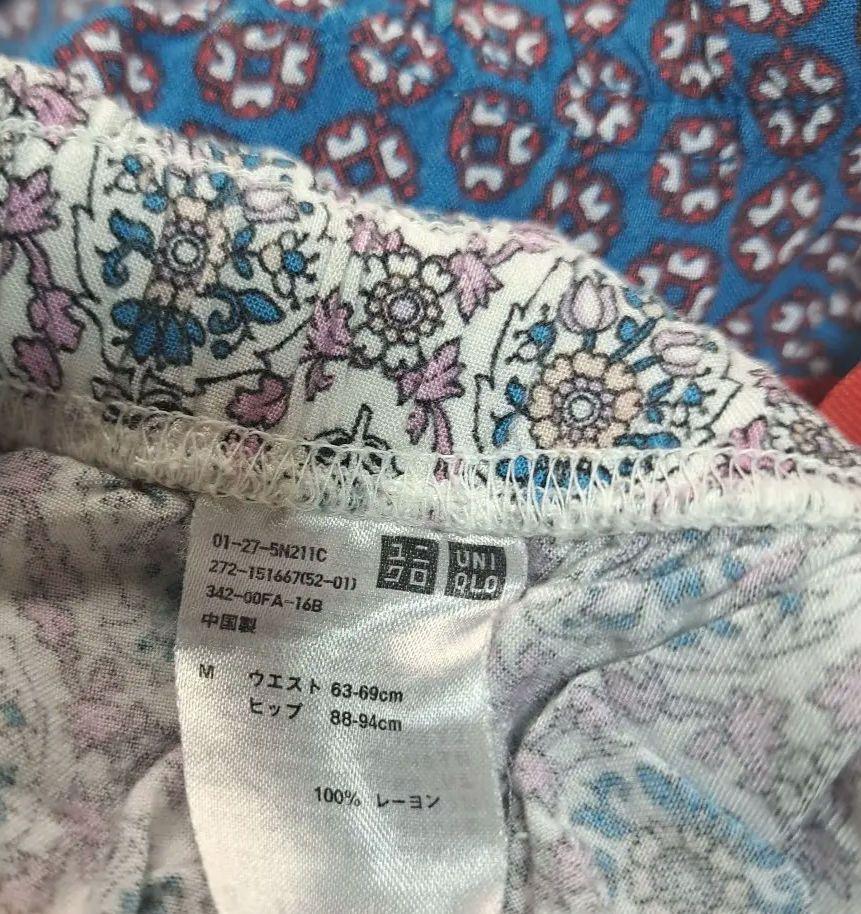 01-27-5N211C
272-151667(52-01)
342-00FA-16B
中国製
ユニ
クロ
UNI
QLO
M ウエスト 63-69cm
ヒップ 88-94cm
100% レーヨン